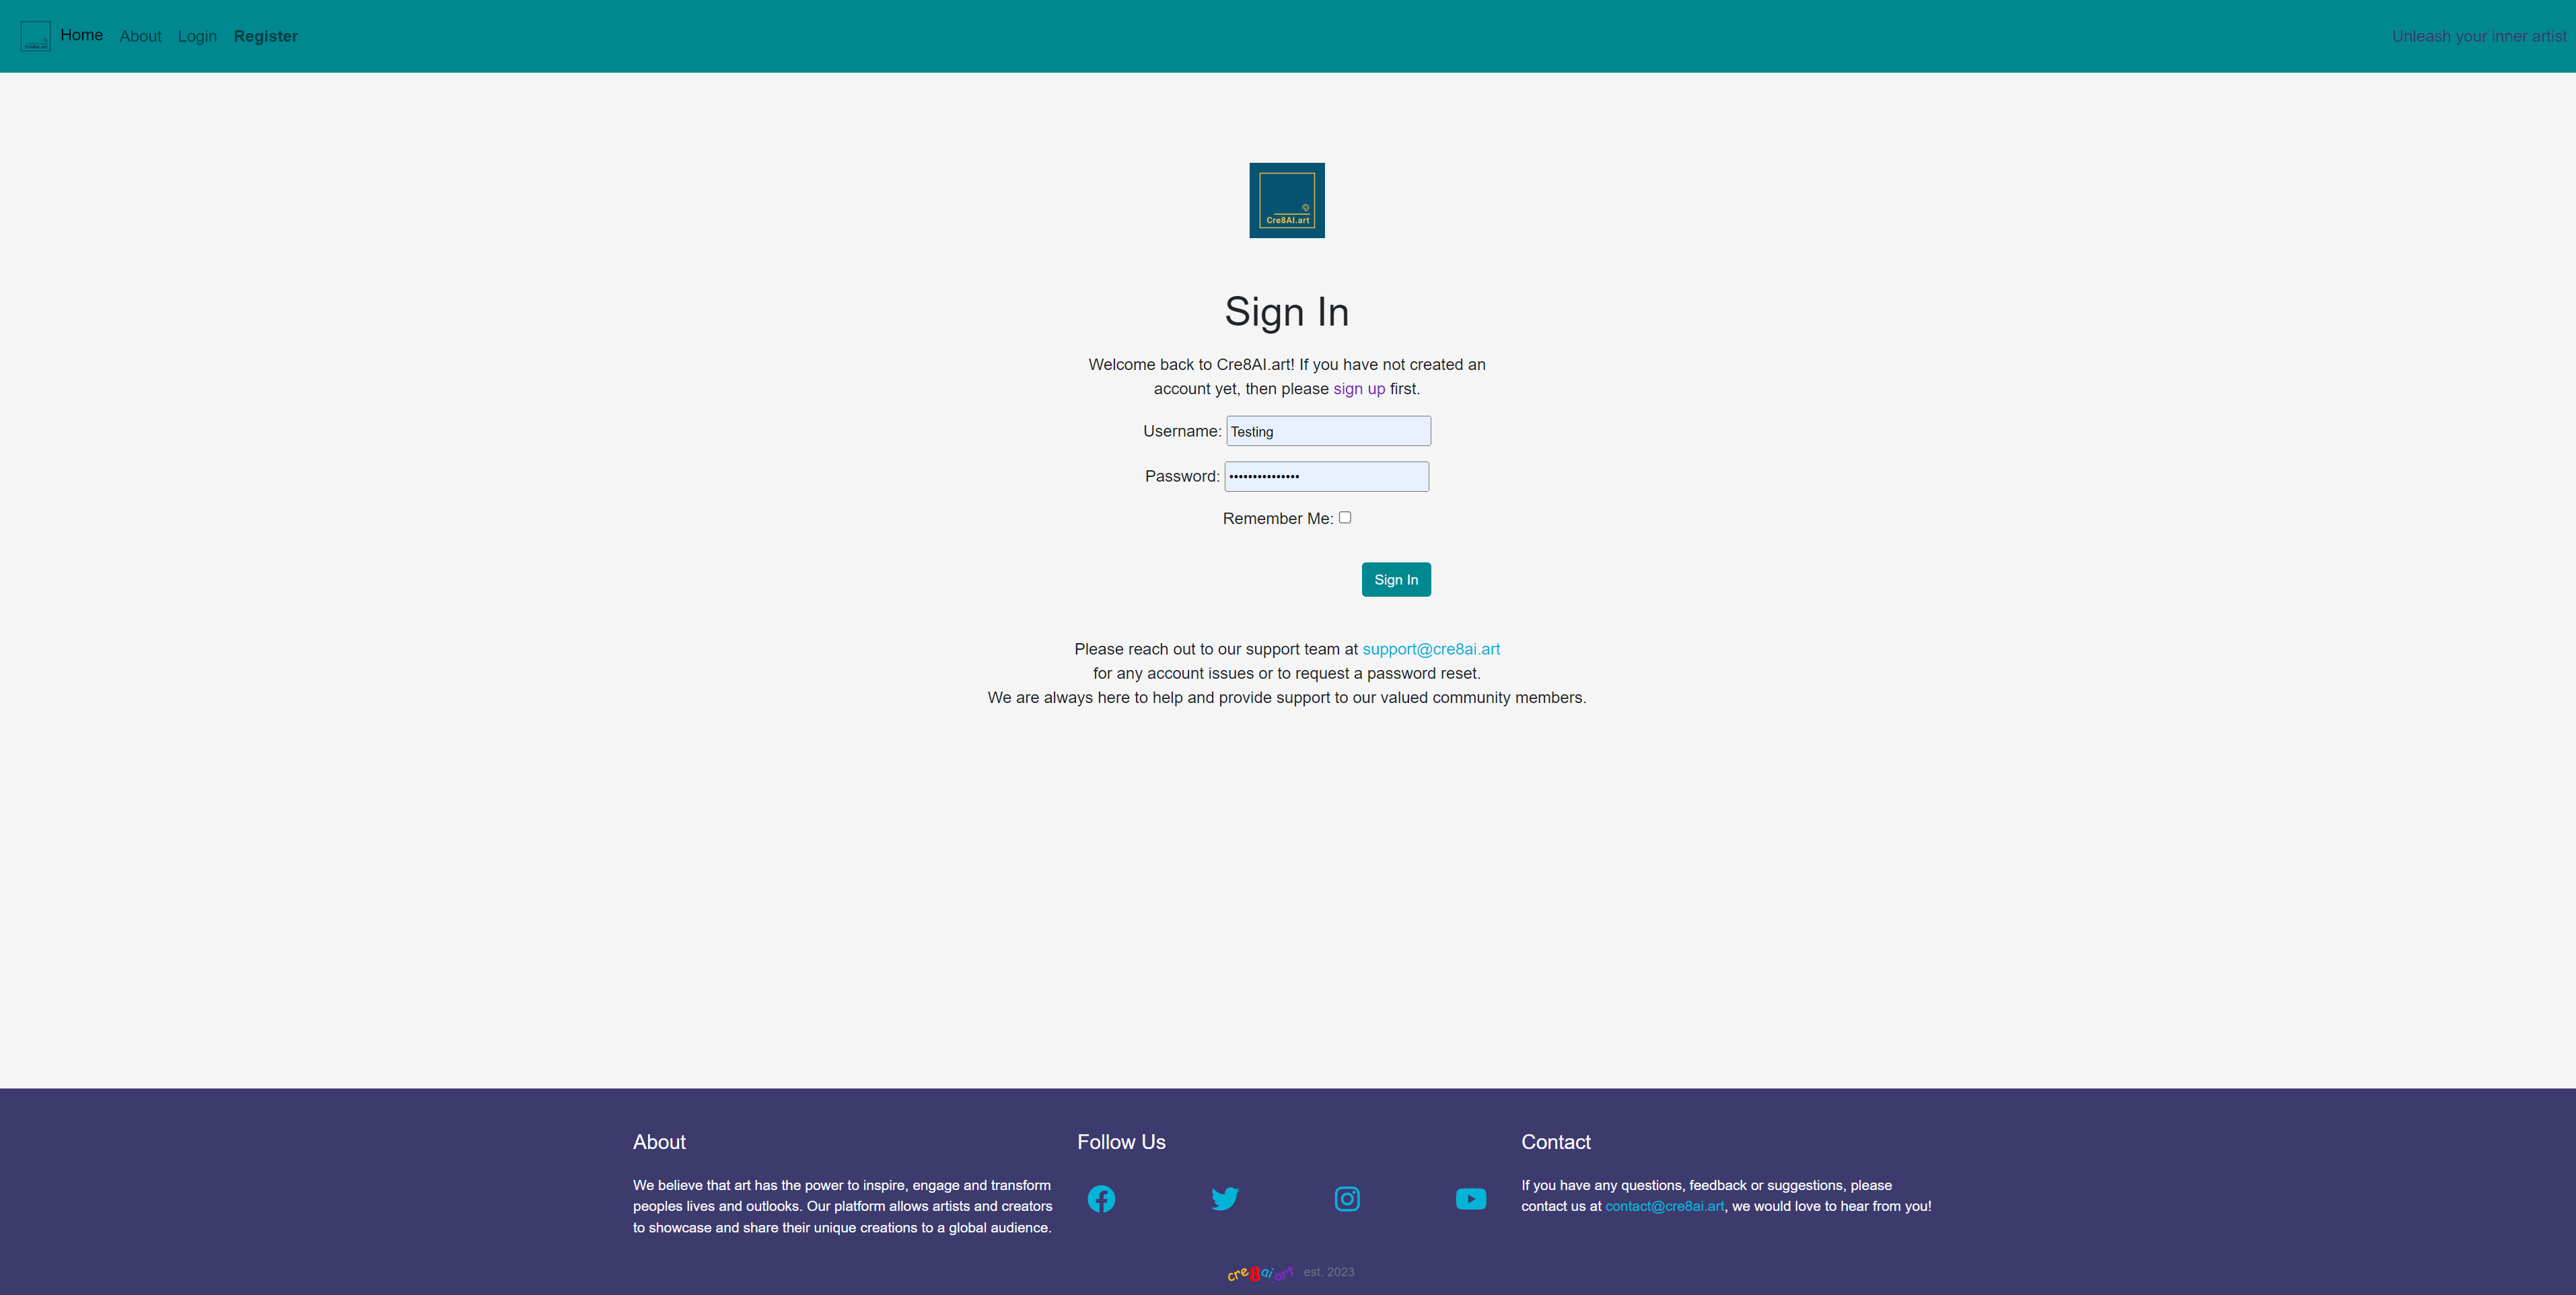 Cre8AI.art
Home About Login Register
Unleash your inner artist
Cre8AI.art
Sign In
Welcome back to Cre8AI.art! If you have not created an
account yet, then please sign up first.
Username: Testing
Password: •••••••••••••••
Remember Me:
Sign In
Please reach out to our support team at support@cre8ai.art
for any account issues or to request a password reset.
We are always here to help and provide support to our valued community members.
About
We believe that art has the power to inspire, engage and transform
peoples lives and outlooks. Our platform allows artists and creators
to showcase and share their unique creations to a global audience.
Follow Us
Contact
If you have any questions, feedback or suggestions, please
contact us at contact@cre8ai.art, we would love to hear from you!
cre8ai.art est. 2023